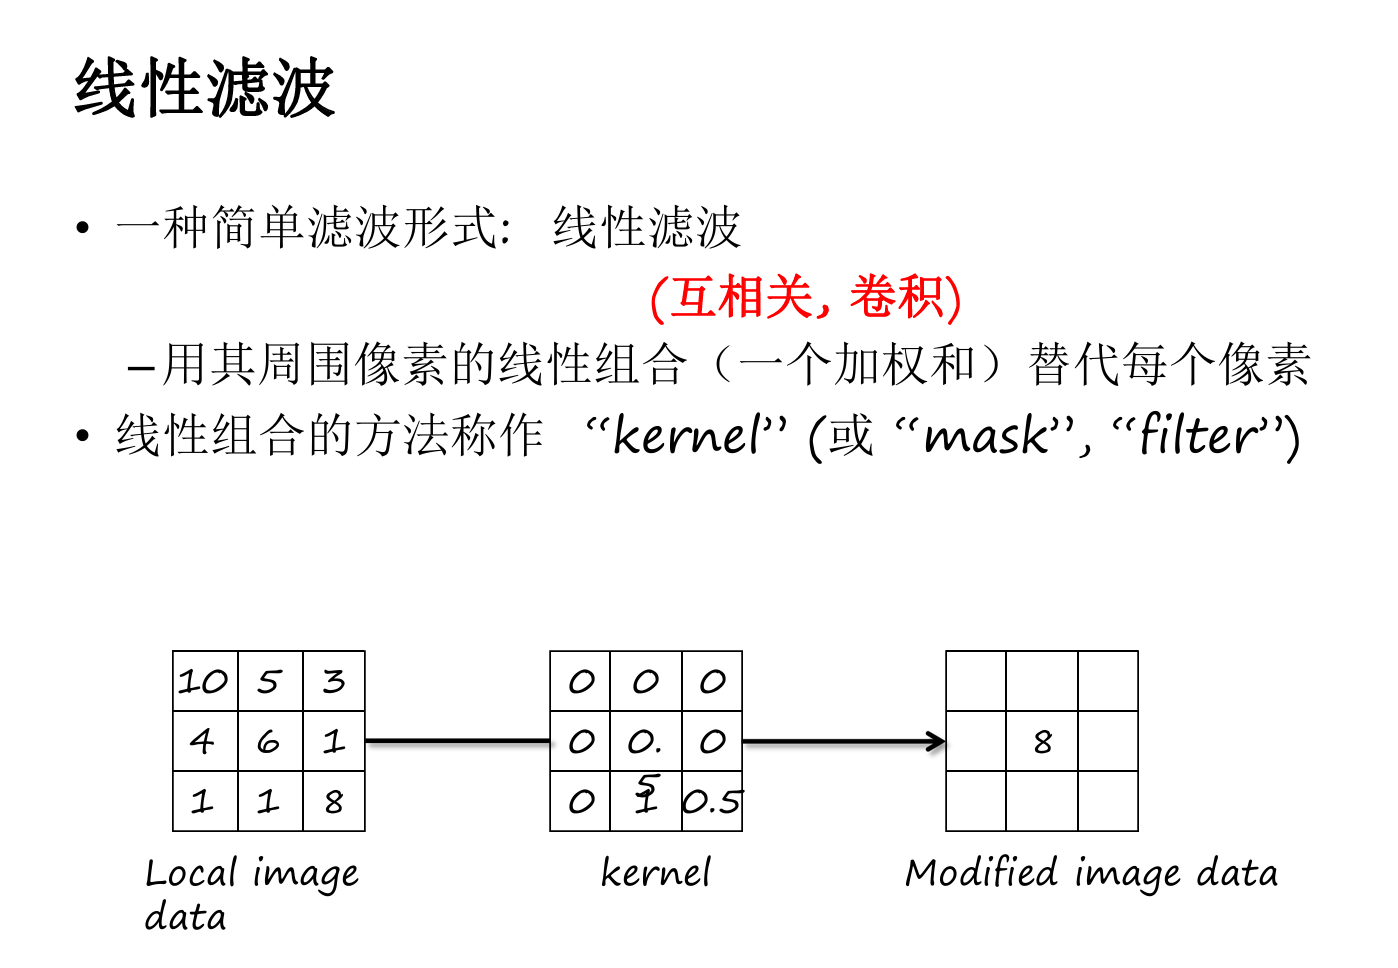 线性滤波
• 一种简单滤波形式: 线性滤波
(互相关, 卷积)
–用其周围像素的线性组合（一个加权和）替代每个像素
• 线性组合的方法称作 “kernel” (或 “mask”, “filter”)
10 5 3
4 6 1
1 1 8
0 0 0
0 0.5 0
0 1 0.5
8
Local image
data
kernel
Modified image data